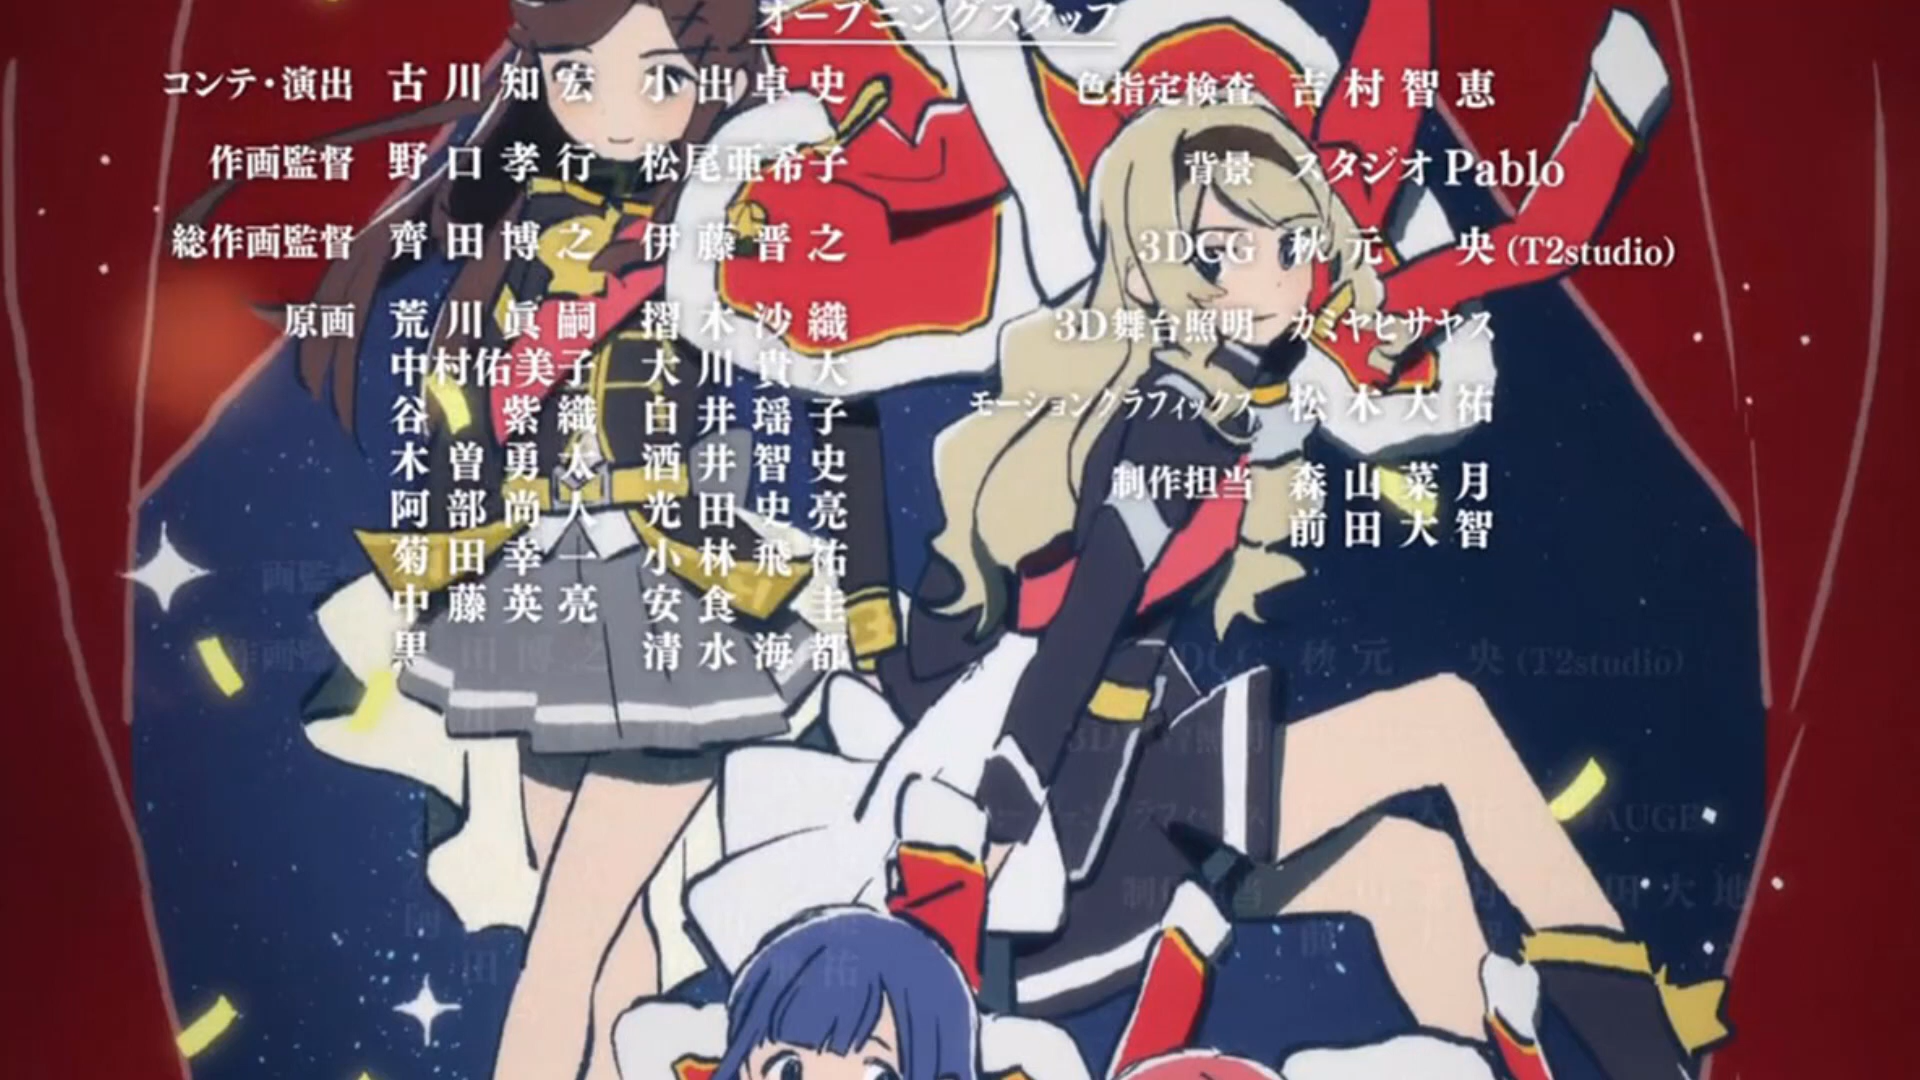 オープニングスタッフ
コンテ・演出 古川知宏 小出卓史
作画監督 野口孝行 松尾亜希子
総作画監督 齊田博之 伊藤晋之
原画 荒川眞嗣 摺木沙織
中村佑美子 大川貴大
谷 紫織 白井瑶子
木曽勇太 酒井智史
阿部尚人 光田史亮
菊田幸一 小林飛祐
中藤英亮 安食 圭
黒 清水海都
色指定検査 吉村智恵
背景 スタジオPablo
3DCG 秋元 央 (T2studio)
3D舞台照明 カミヤヒサヤス
モーショングラフィックス 松木大祐
制作担当 森山菜月
前田大智